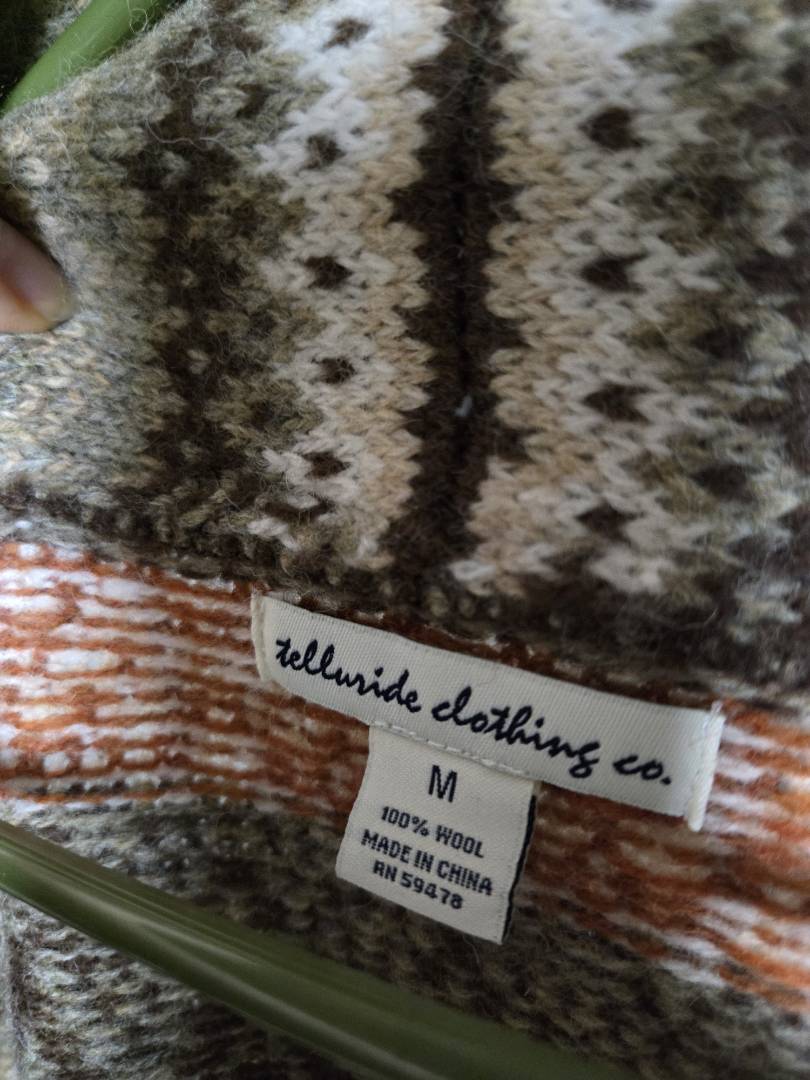 telluride clothing co.
M
100% WOOL
MADE IN CHINA
RN 59478